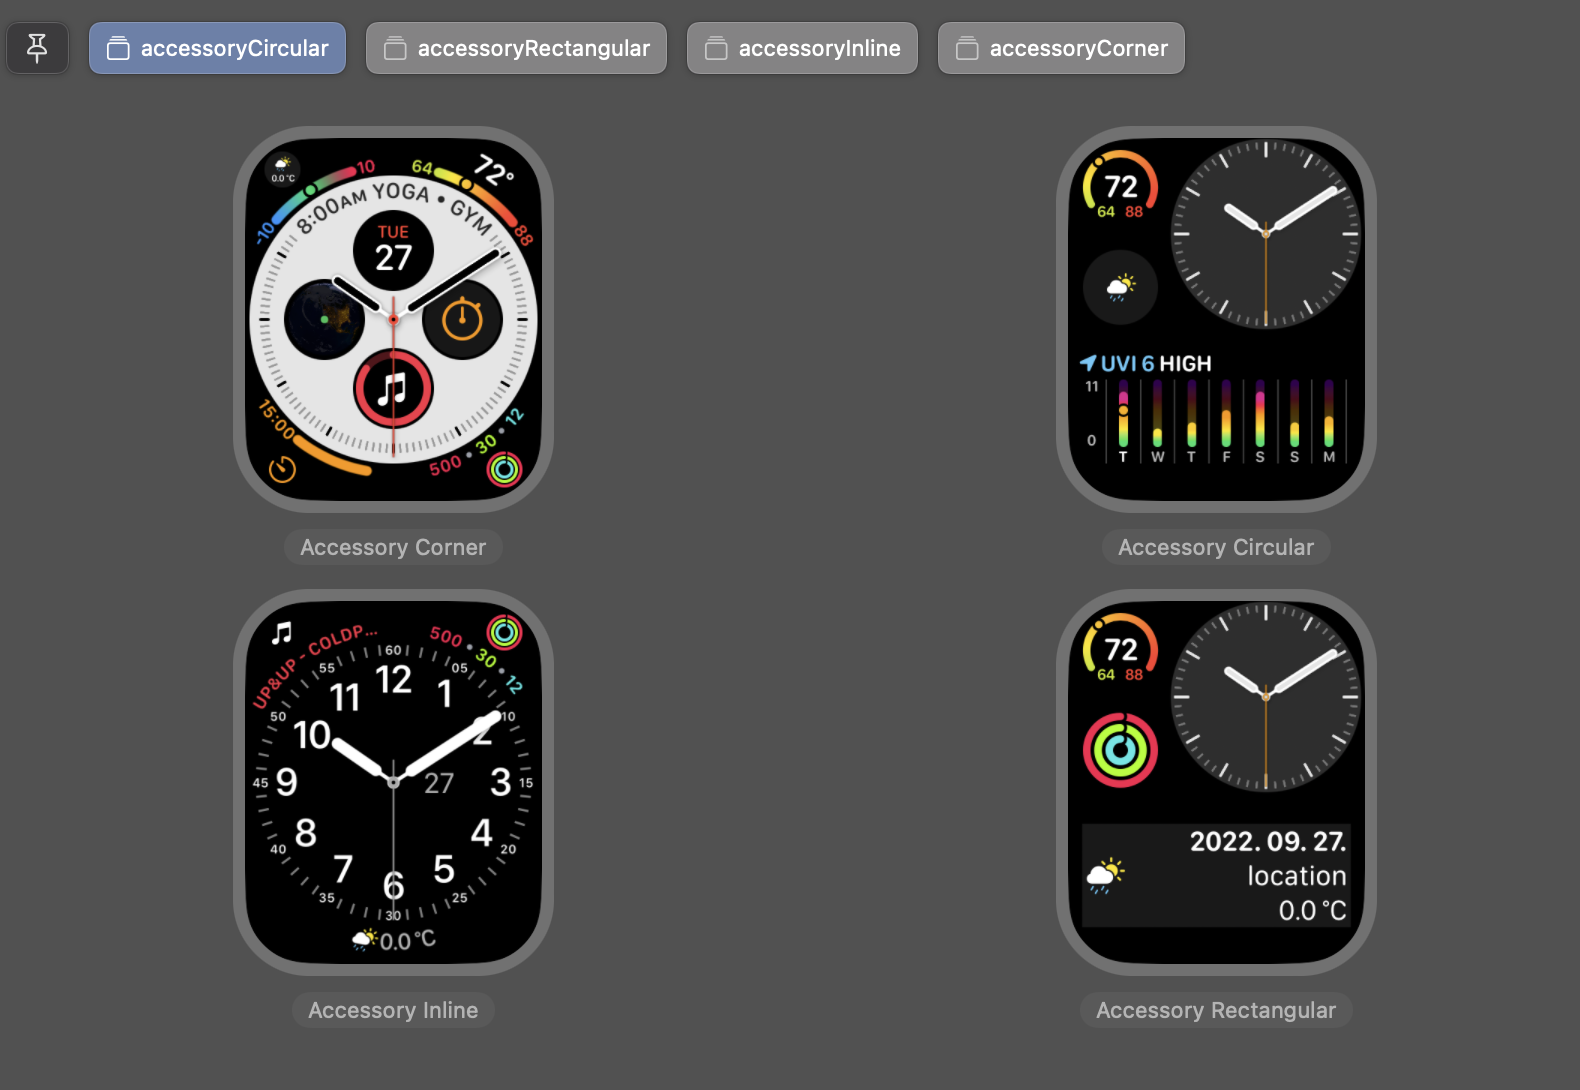 accessoryCircular
accessoryRectangular
accessoryInline
accessoryCorner
0.0 °C
-10
10
64
72°
88
8:00AM YOGA • GYM
TUE
27
15:00
500 • 30 • 12
Accessory Corner
72
64 88
UVI 6 HIGH
11
0
T W T F S S M
Accessory Circular
UP&UP - COLDP...
500 • 30 • 12
60
05
10
15
20
25
30
35
40
45
50
55
12
1
2
3
4
5
6
7
8
9
10
11
27
0.0 °C
Accessory Inline
72
64 88
2022. 09. 27.
location
0.0 °C
Accessory Rectangular